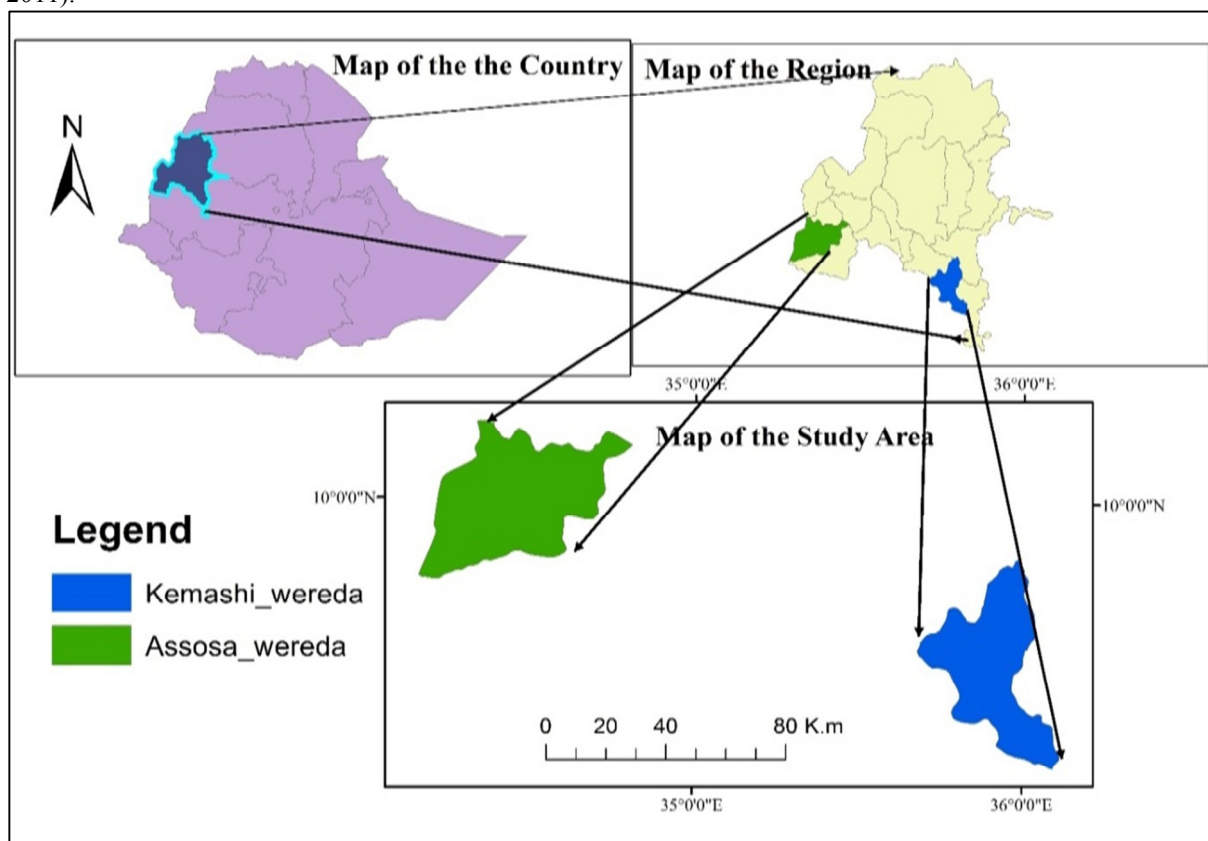 2011).
Map of the the Country
Map of the Region
N
35°0'0"E
36°0'0"E
Map of the Study Area
10°0'0"N
10°0'0"N
Legend
Kemashi_wereda
Assosa_wereda
0 20 40 80 K.m
35°0'0"E
36°0'0"E